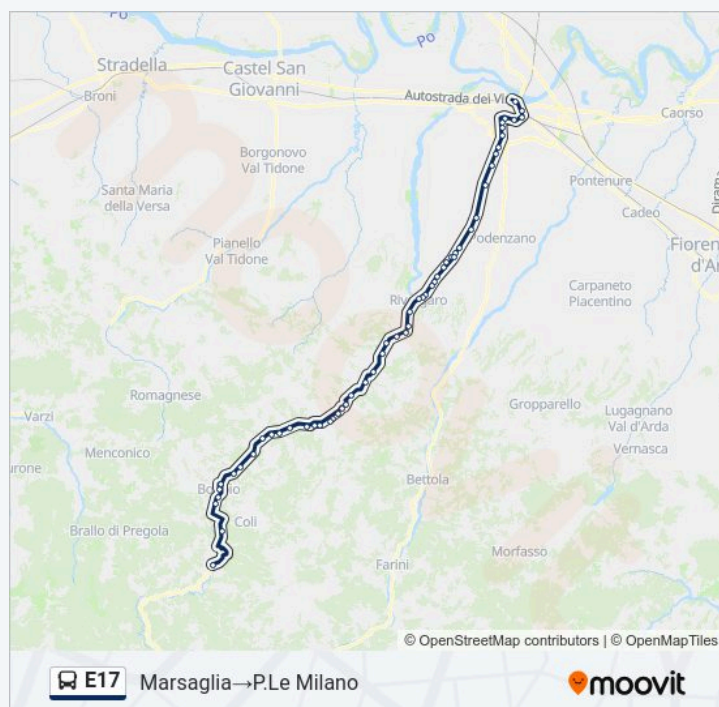 Po
Po
Stradella
Castel San
Giovanni
Autostrada dei Vi
Broni
Caorso
Borgonovo
Val Tidone
Pontenure
Santa Maria
della Versa
Cadeo
Dirama
Podenzano
Pianello
Val Tidone
Fioren
d'Ar
Carpaneto
Piacentino
Rivergaro
Romagnese
Gropparello
Lugagnano
Val d'Arda
Varzi
Vernasca
Menconico
urone
Bettola
Bobbio
Brallo di Pregola
Coli
Morfasso
Farini
© OpenStreetMap contributors | © OpenMapTiles
E17 Marsaglia→P.Le Milano
moovit